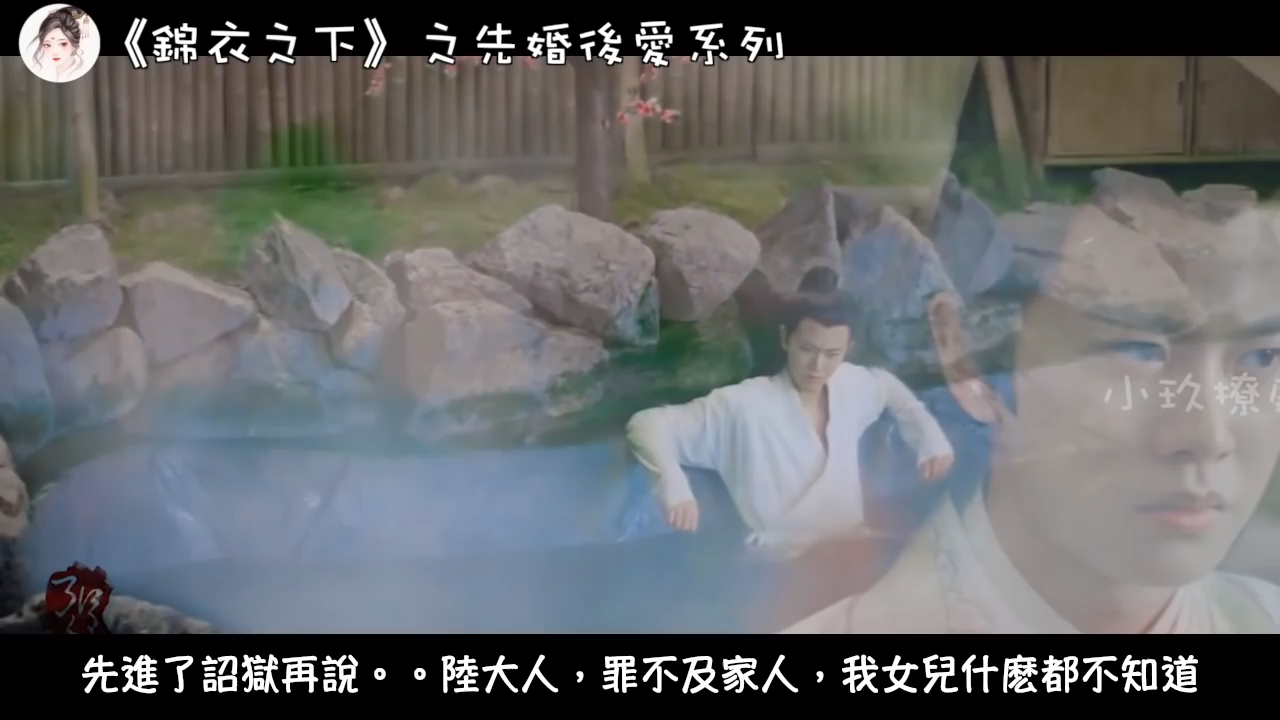 《錦衣之下》之先婚後愛系列
小玖撩
先進了詔獄再說。。陸大人，罪不及家人，我女兒什麽都不知道